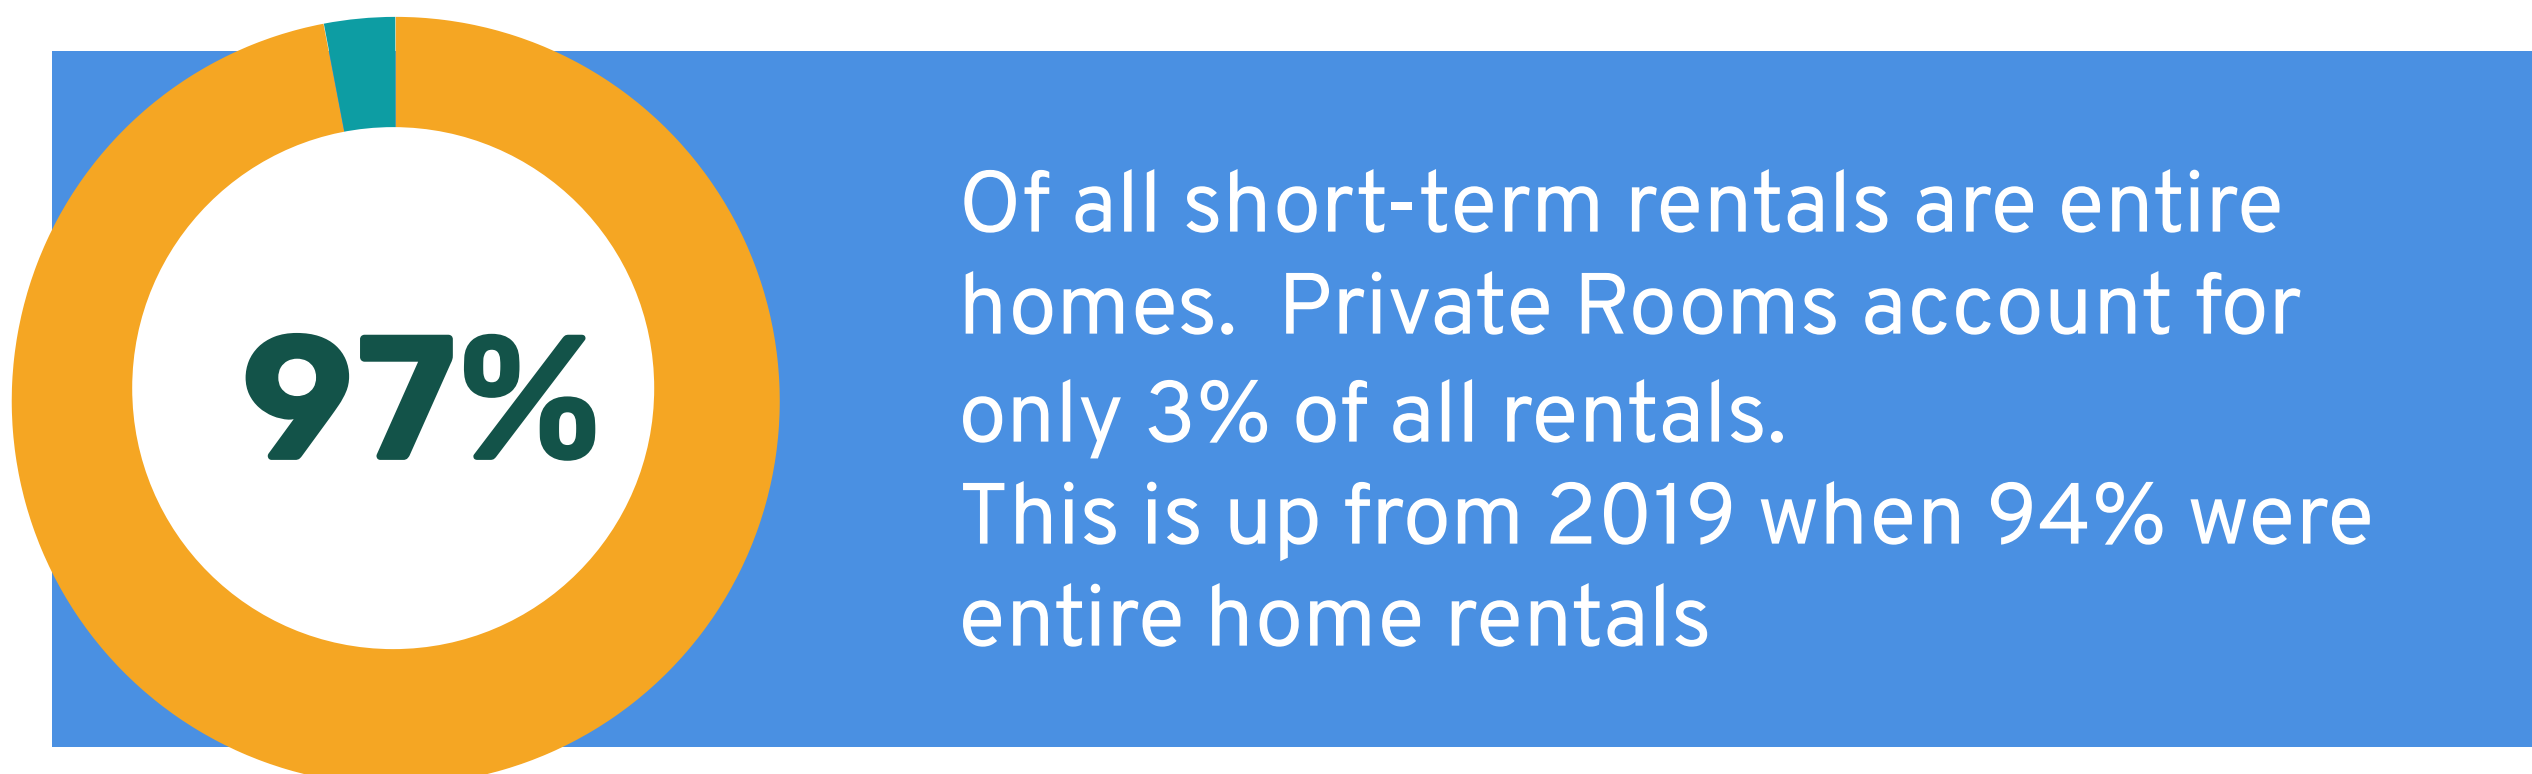 97%
Of all short-term rentals are entire
homes.  Private Rooms account for
only 3% of all rentals.
This is up from 2019 when 94% were
entire home rentals